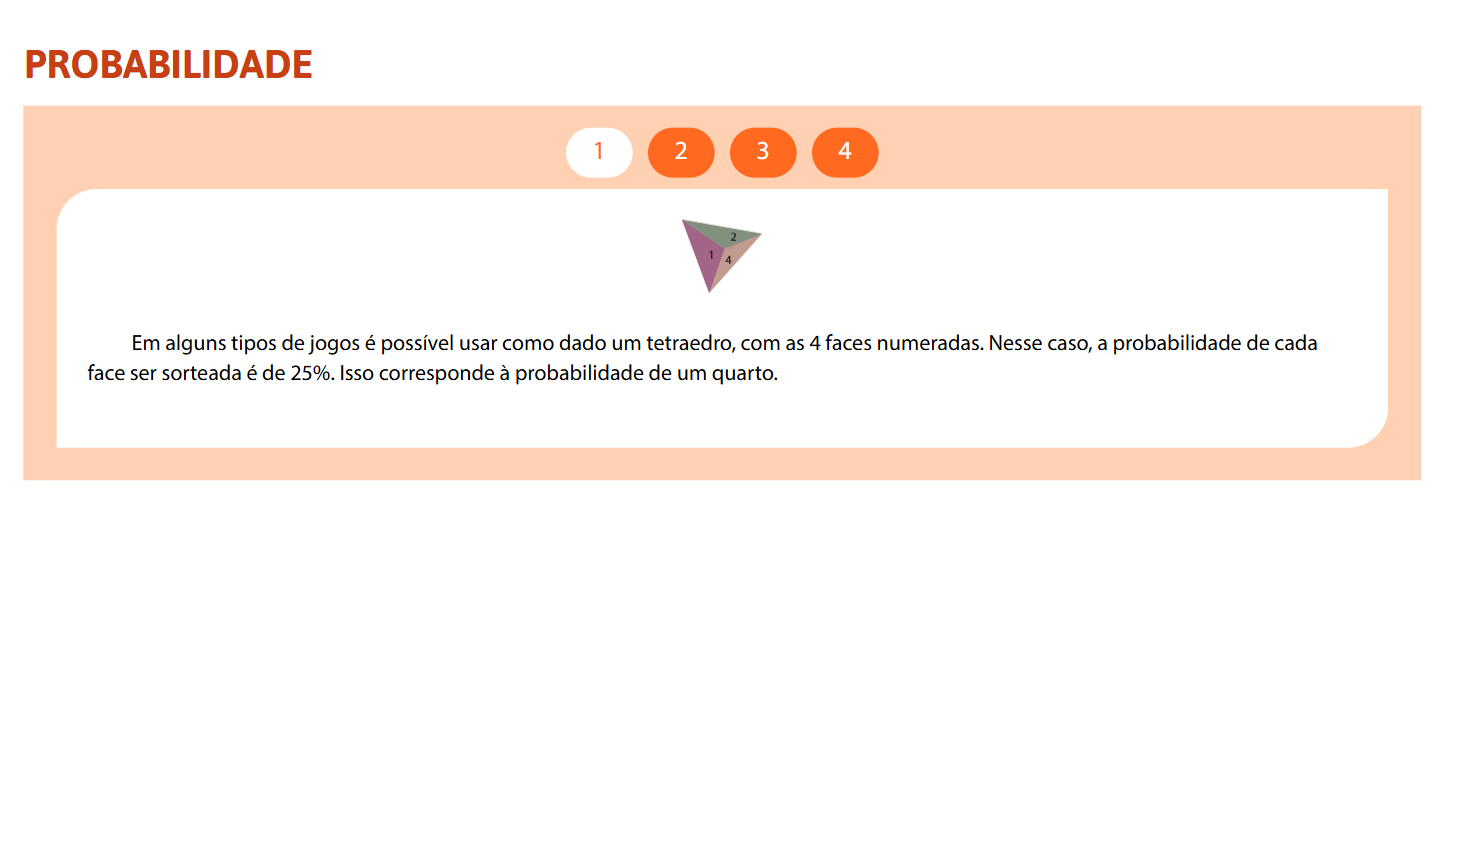 PROBABILIDADE
1 2 3 4
2
1 4
Em alguns tipos de jogos é possível usar como dado um tetraedro, com as 4 faces numeradas. Nesse caso, a probabilidade de cada
face ser sorteada é de 25%. Isso corresponde à probabilidade de um quarto.